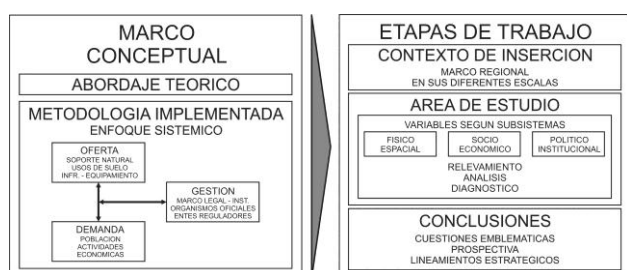 MARCO
CONCEPTUAL
ABORDAJE TEORICO
METODOLOGIA IMPLEMENTADA
ENFOQUE SISTEMICO
OFERTA
SOPORTE NATURAL
USOS DE SUELO
INFR. - EQUIPAMIENTO
GESTION
MARCO LEGAL - INST.
ORGANISMOS OFICIALES
ENTES REGULADORES
DEMANDA
POBLACION
ACTIVIDADES
ECONOMICAS
ETAPAS DE TRABAJO
CONTEXTO DE INSERCION
MARCO REGIONAL
EN SUS DIFERENTES ESCALAS
AREA DE ESTUDIO
VARIABLES SEGUN SUBSISTEMAS
FISICO
ESPACIAL
SOCIO
ECONOMICO
POLITICO
INSTITUCIONAL
RELEVAMIENTO
ANALISIS
DIAGNOSTICO
CONCLUSIONES
CUESTIONES EMBLEMATICAS
PROSPECTIVA
LINEAMIENTOS ESTRATEGICOS